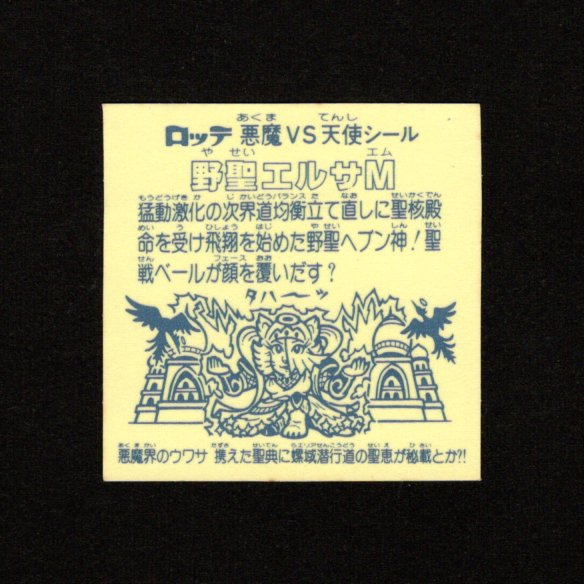 あくま てんし
ロッテ 悪魔VS天使シール
や せい エム
野聖エルサM
もうどうげきか じかいどうバランスた なお せいかくでん
猛動激化の次界道均衡立て直しに聖核殿
めい う ひしょう はじ や せい しん せい
命を受け飛翔を始めた野聖ヘブン神!聖
せん フェース おお
戦ベールが顔を覆いだす?
タハーッ
あく ま かい たずさ せいてん らエリアせんこうどう せい え ひ さい
悪魔界のウワサ 携えた聖典に螺域潜行道の聖恵が秘載とか?!